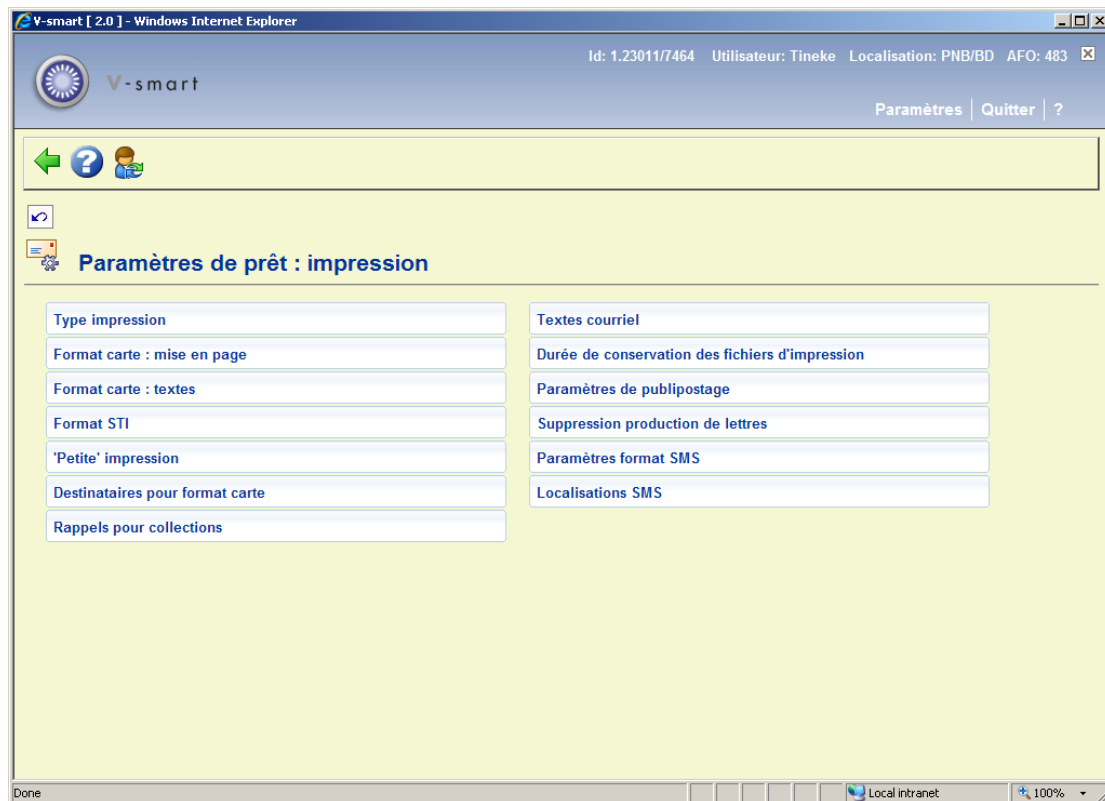 V-smart [ 2.0 ] - Windows Internet Explorer
Id: 1.23011/7464 Utilisateur: Tineke Localisation: PNB/BD AFO: 483
V-smart
Paramètres | Quitter | ?
Paramètres de prêt : impression
Type impression
Format carte : mise en page
Format carte : textes
Format STI
'Petite' impression
Destinataires pour format carte
Rappels pour collections
Textes courriel
Durée de conservation des fichiers d'impression
Paramètres de publipostage
Suppression production de lettres
Paramètres format SMS
Localisations SMS
Done
Local intranet
100%